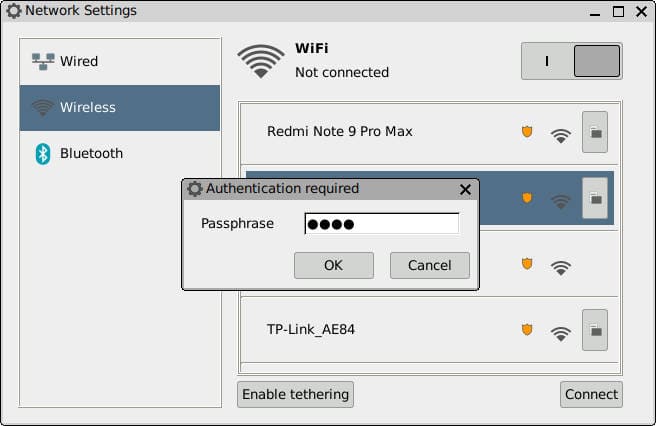 Network Settings
Wired
Wireless
Bluetooth
WiFi
Not connected
I
Redmi Note 9 Pro Max
Authentication required
Passphrase ●●●●
OK Cancel
TP-Link_AE84
Enable tethering
Connect